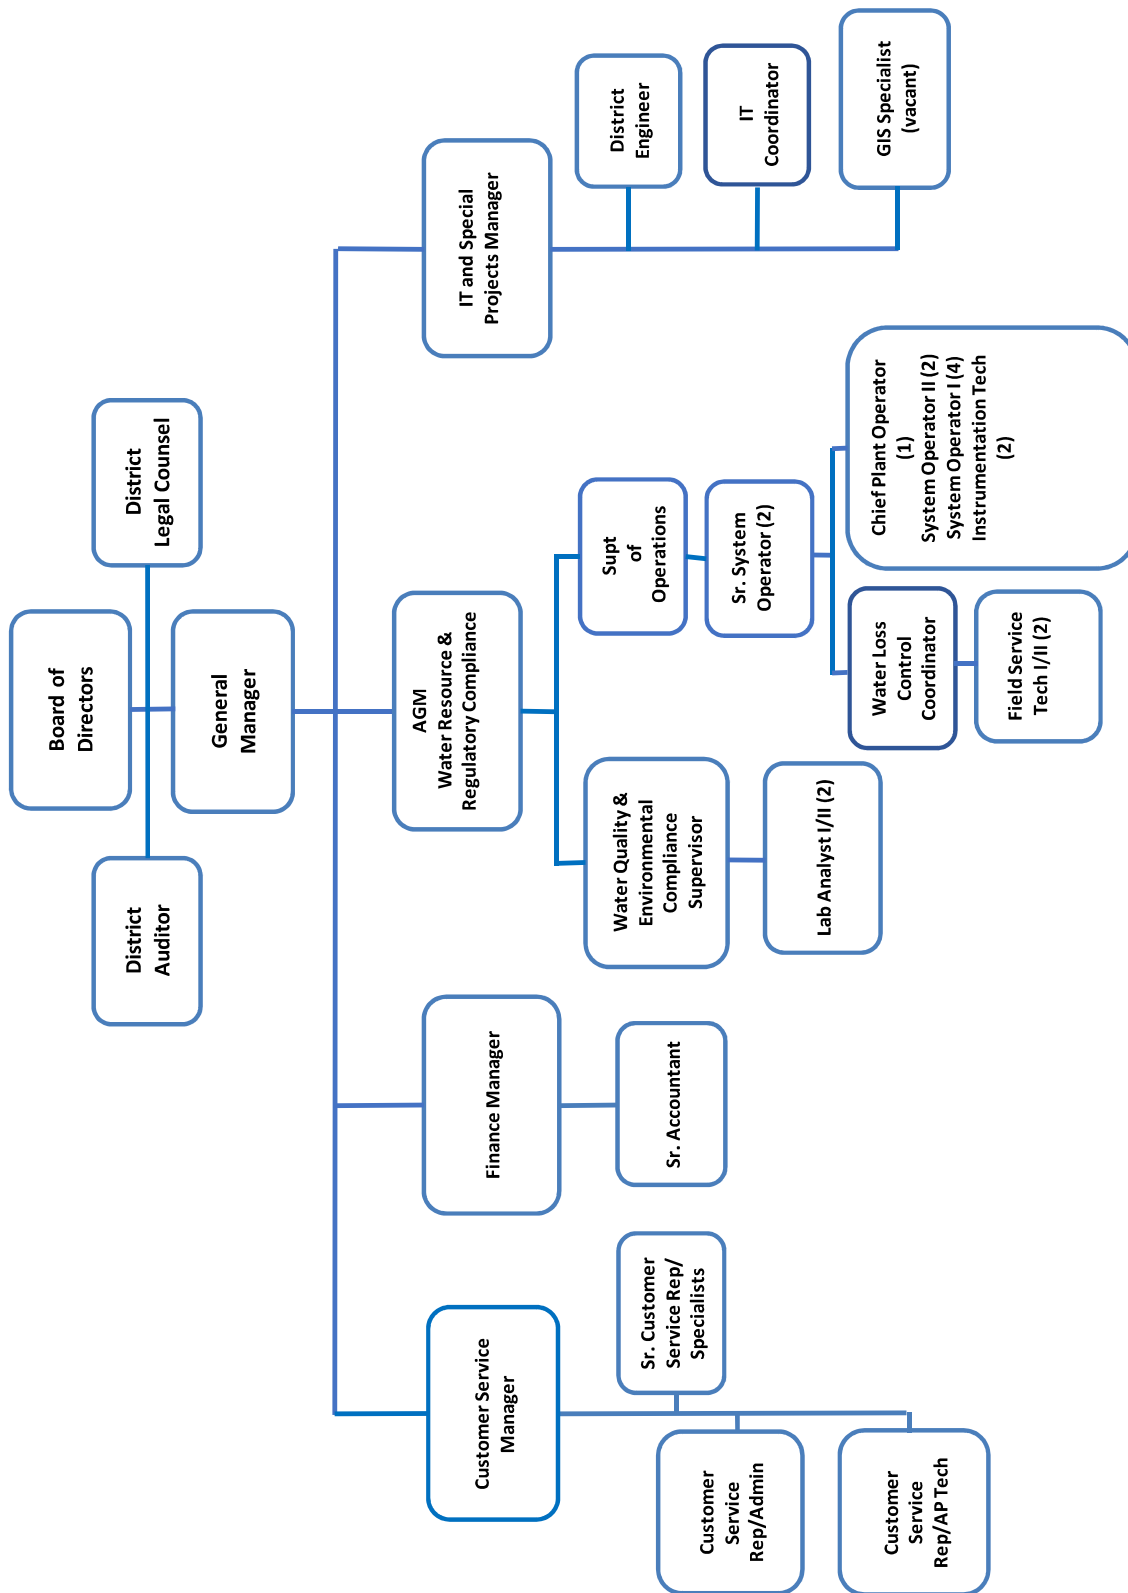 Board of
Directors
District
Auditor
District
Legal Counsel
General
Manager
Customer Service
Manager
Finance Manager
AGM
Water Resource &
Regulatory Compliance
IT and Special
Projects Manager
Sr. Customer
Service Rep/
Specialists
Customer
Service
Rep/Admin
Customer
Service
Rep/AP Tech
Sr. Accountant
Water Quality &
Environmental
Compliance
Supervisor
Lab Analyst I/II (2)
Supt
of
Operations
Sr. System
Operator (2)
Water Loss
Control
Coordinator
Field Service
Tech I/II (2)
Chief Plant Operator
(1)
System Operator II (2)
System Operator I (4)
Instrumentation Tech
(2)
District
Engineer
IT
Coordinator
GIS Specialist
(vacant)